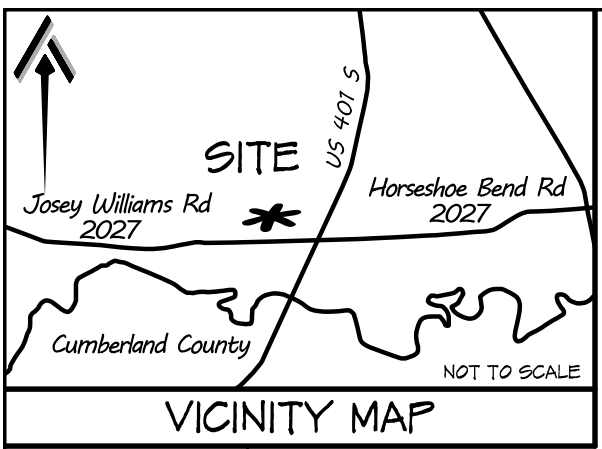 US 401 S
SITE
Josey Williams Rd
2027
Horseshoe Bend Rd
2027
Cumberland County
NOT TO SCALE
VICINITY MAP